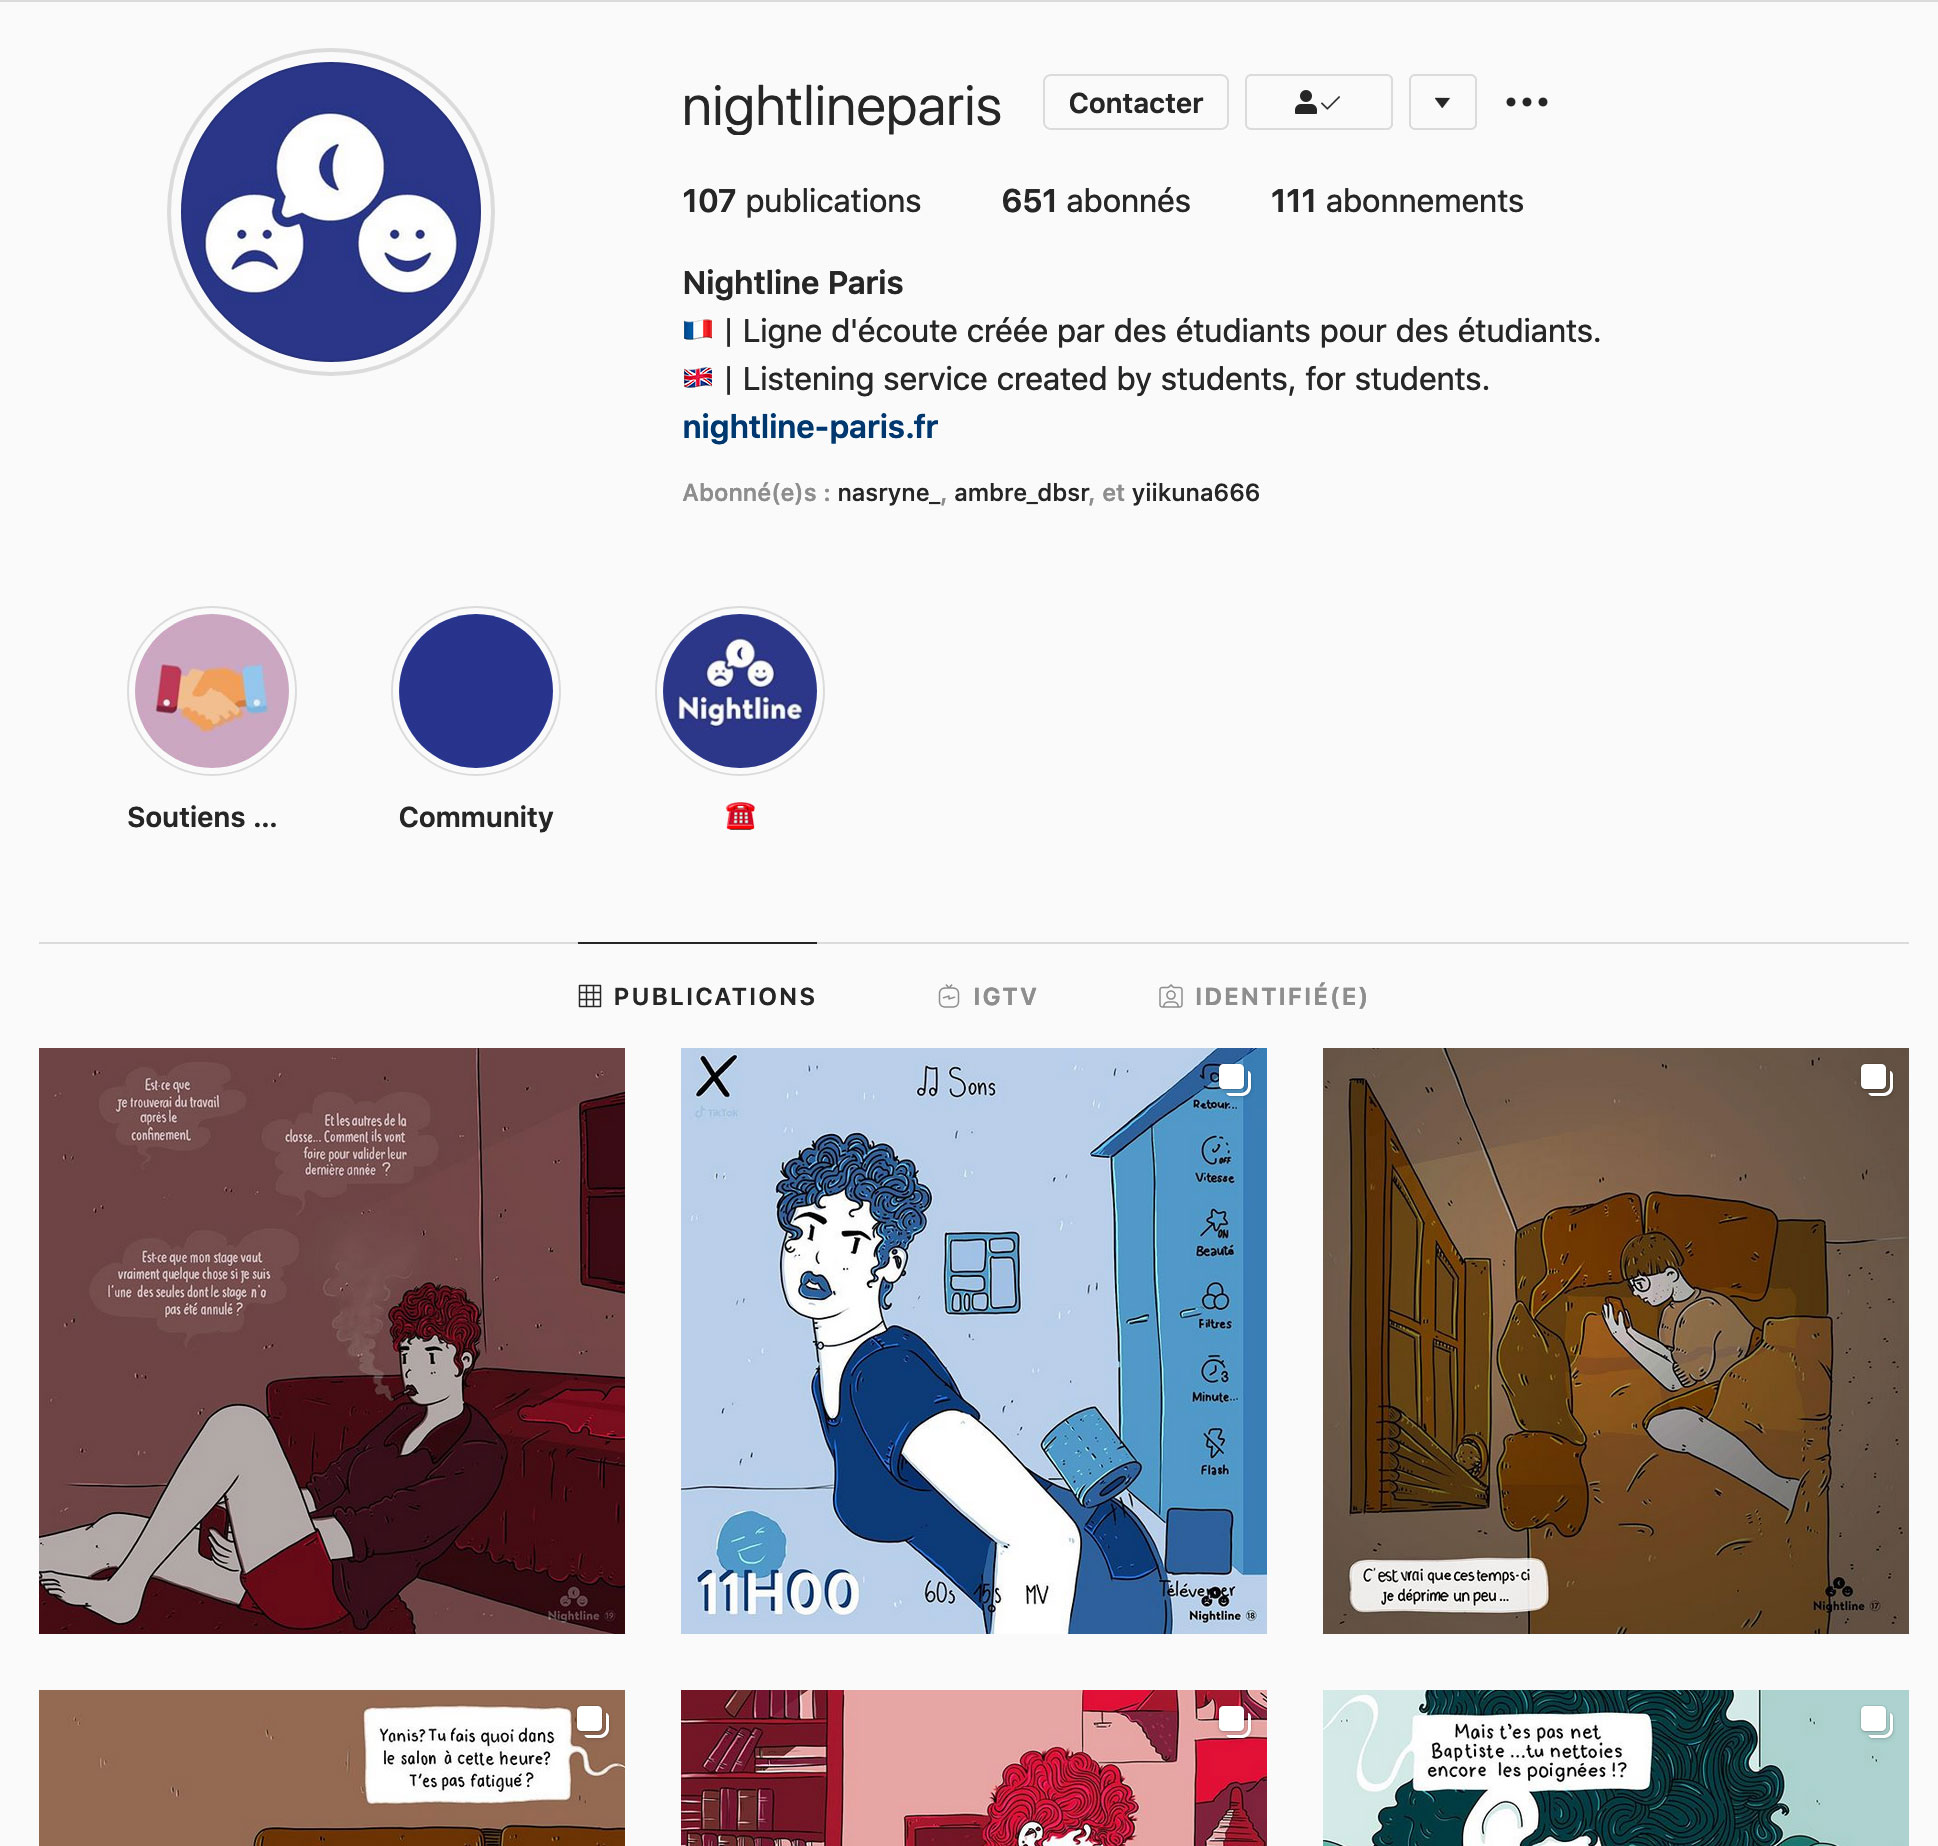 nightlineparis
Contacter
107 publications
651 abonnés
111 abonnements
Nightline Paris
🇫🇷 | Ligne d'écoute créée par des étudiants pour des étudiants.
🇬🇧 | Listening service created by students, for students.
nightline-paris.fr
Abonné(e)s : nasryne_, ambre_dbsr, et yiikuna666
Nightline
Soutiens ...
Community
☎️
PUBLICATIONS
IGTV
IDENTIFIÉ(E)
Est-ce que
je trouverai du travail
après le
confinement
Et les autres de la
classe... Comment ils vont
faire pour valider leur
dernière année ?
Est-ce que mon stage vaut
vraiment quelque chose si je suis
l'une des seules dont le stage n'a
pas été annulé ?
Nightline 19
X
TikTok
Sons
Retour...
OFF
Vitesse
ON
Beauté
Filtres
3
Minute...
Flash
11H00
60s
15s
MV
Téléverser
Nightline 18
C'est vrai que ces temps-ci
je déprime un peu ...
Nightline 17
Yanis? Tu fais quoi dans
le salon à cette heure?
T'es pas fatigué?
Mais t'es pas net
Baptiste ...tu nettoies
encore les poignées !?